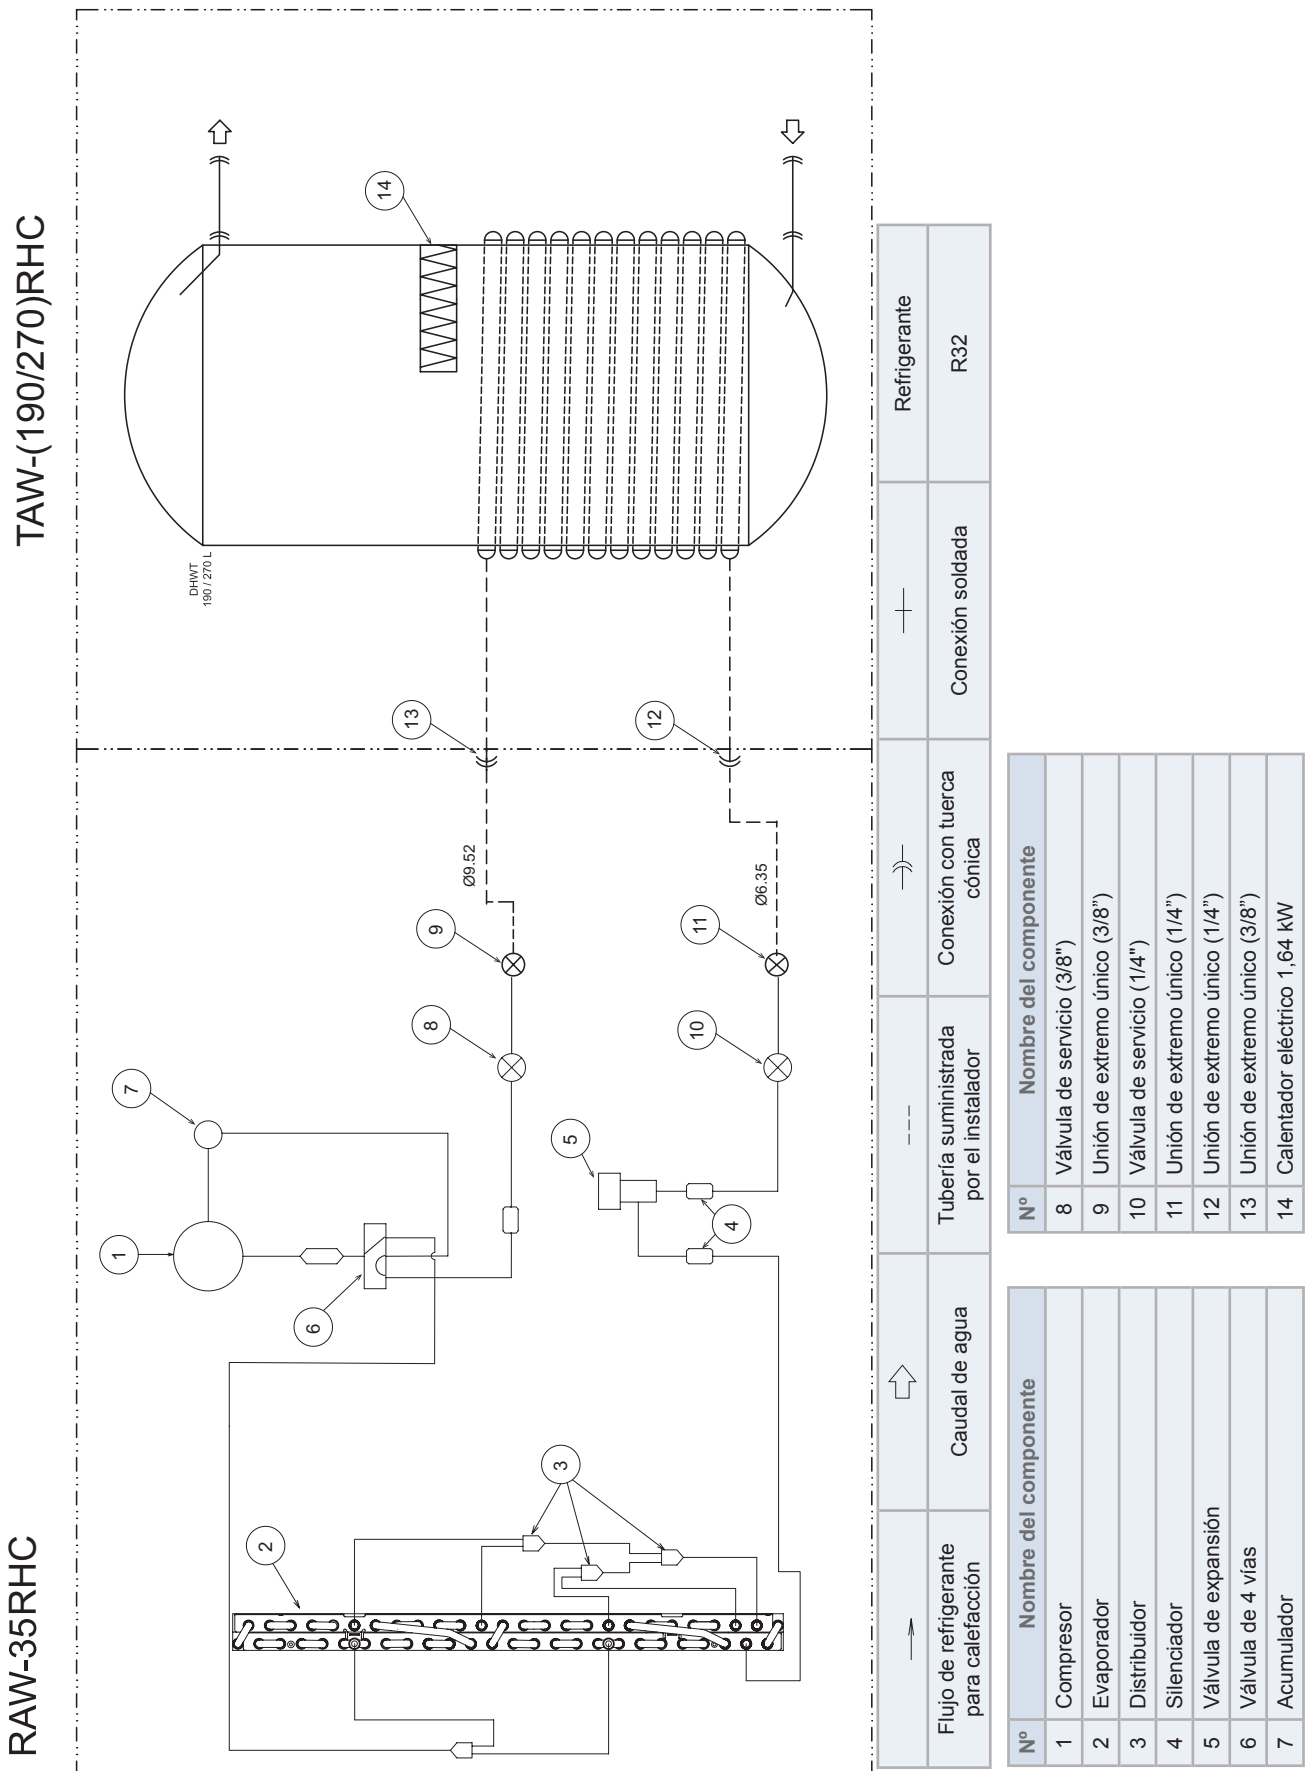 RAW-35RHC
TAW-(190/270)RHC
1
7
6
2
3
8
9
Ø9.52
13
14
DHWT
190 / 270 L
5
4
10
11
Ø6.35
12
Flujo de refrigerante
para calefacción
Caudal de agua
Tubería suministrada
por el instalador
Conexión con tuerca
cónica
Conexión soldada
Refrigerante
R32
Nº Nombre del componente
1 Compresor
2 Evaporador
3 Distribuidor
4 Silenciador
5 Válvula de expansión
6 Válvula de 4 vías
7 Acumulador
Nº Nombre del componente
8 Válvula de servicio (3/8")
9 Unión de extremo único (3/8”)
10 Válvula de servicio (1/4")
11 Unión de extremo único (1/4”)
12 Unión de extremo único (1/4”)
13 Unión de extremo único (3/8”)
14 Calentador eléctrico 1,64 kW